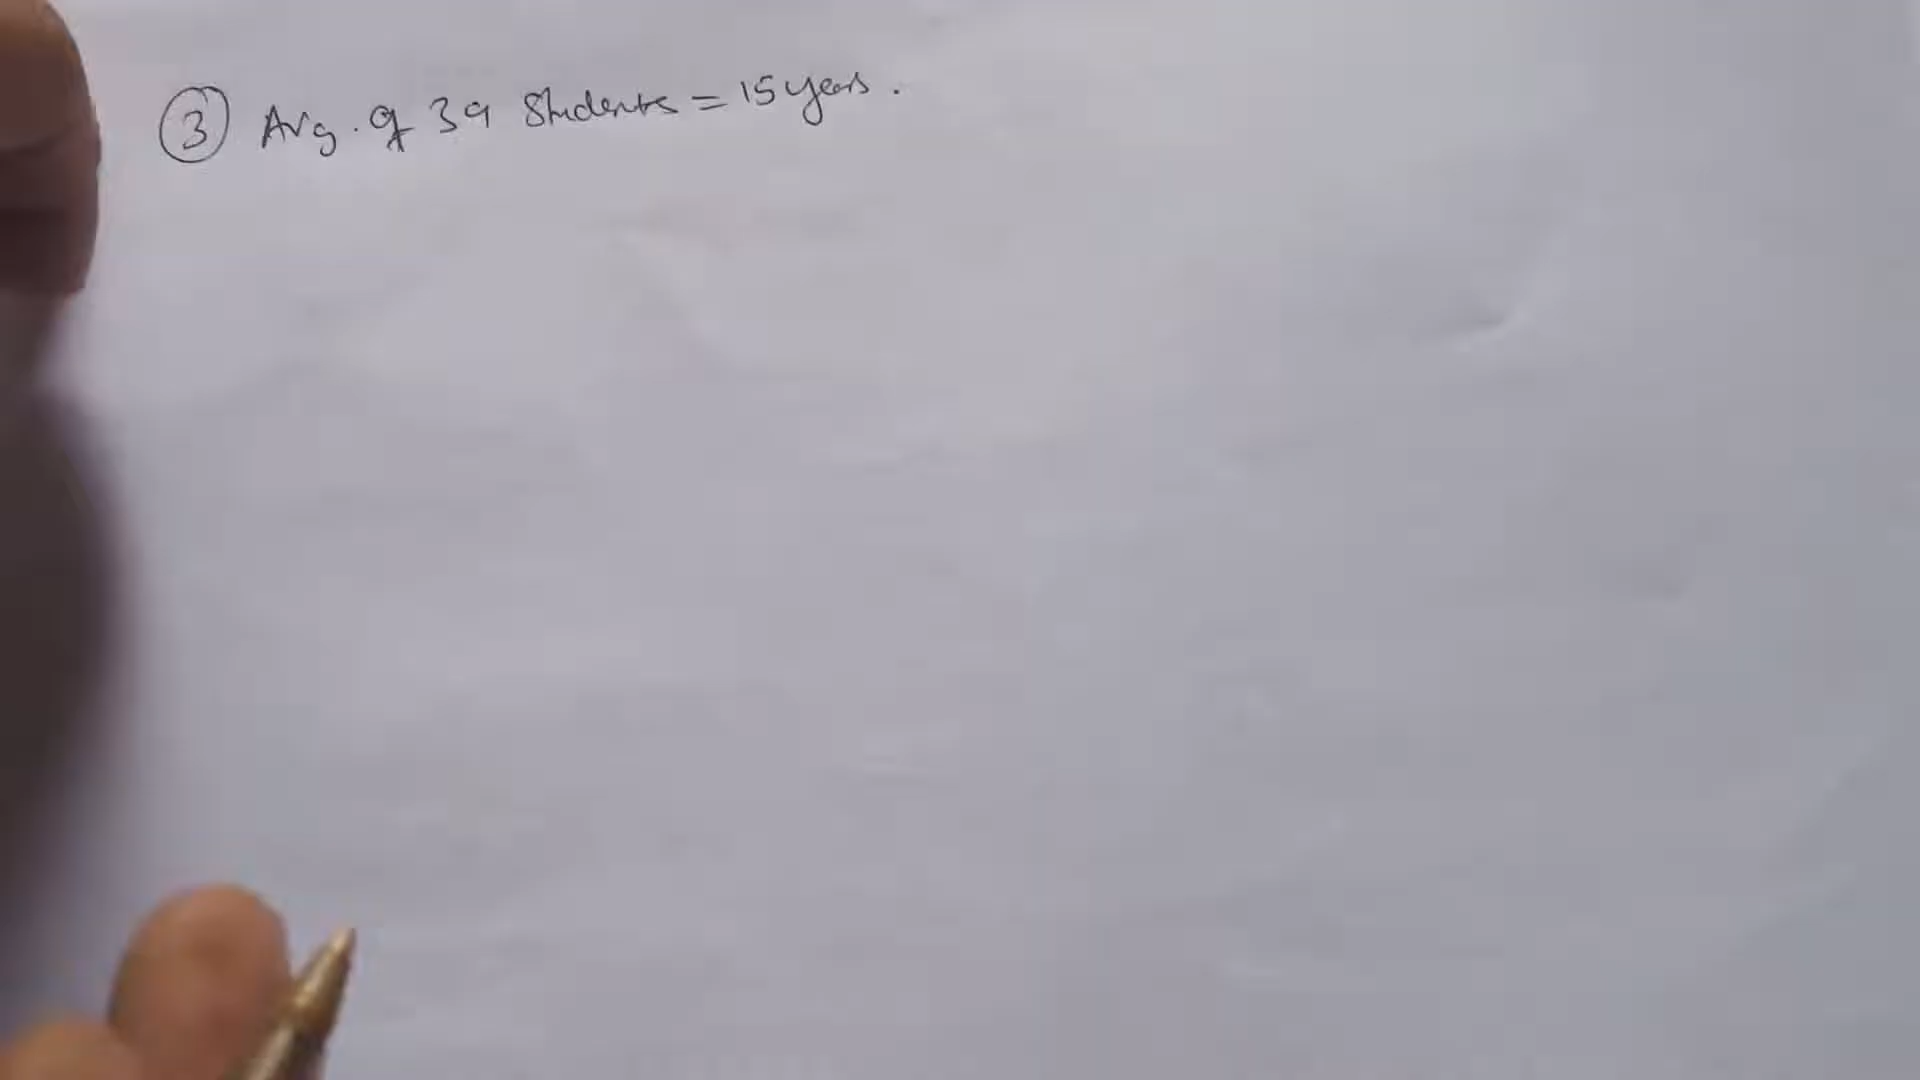 ③ Avg. of 39 Students = 15 years.